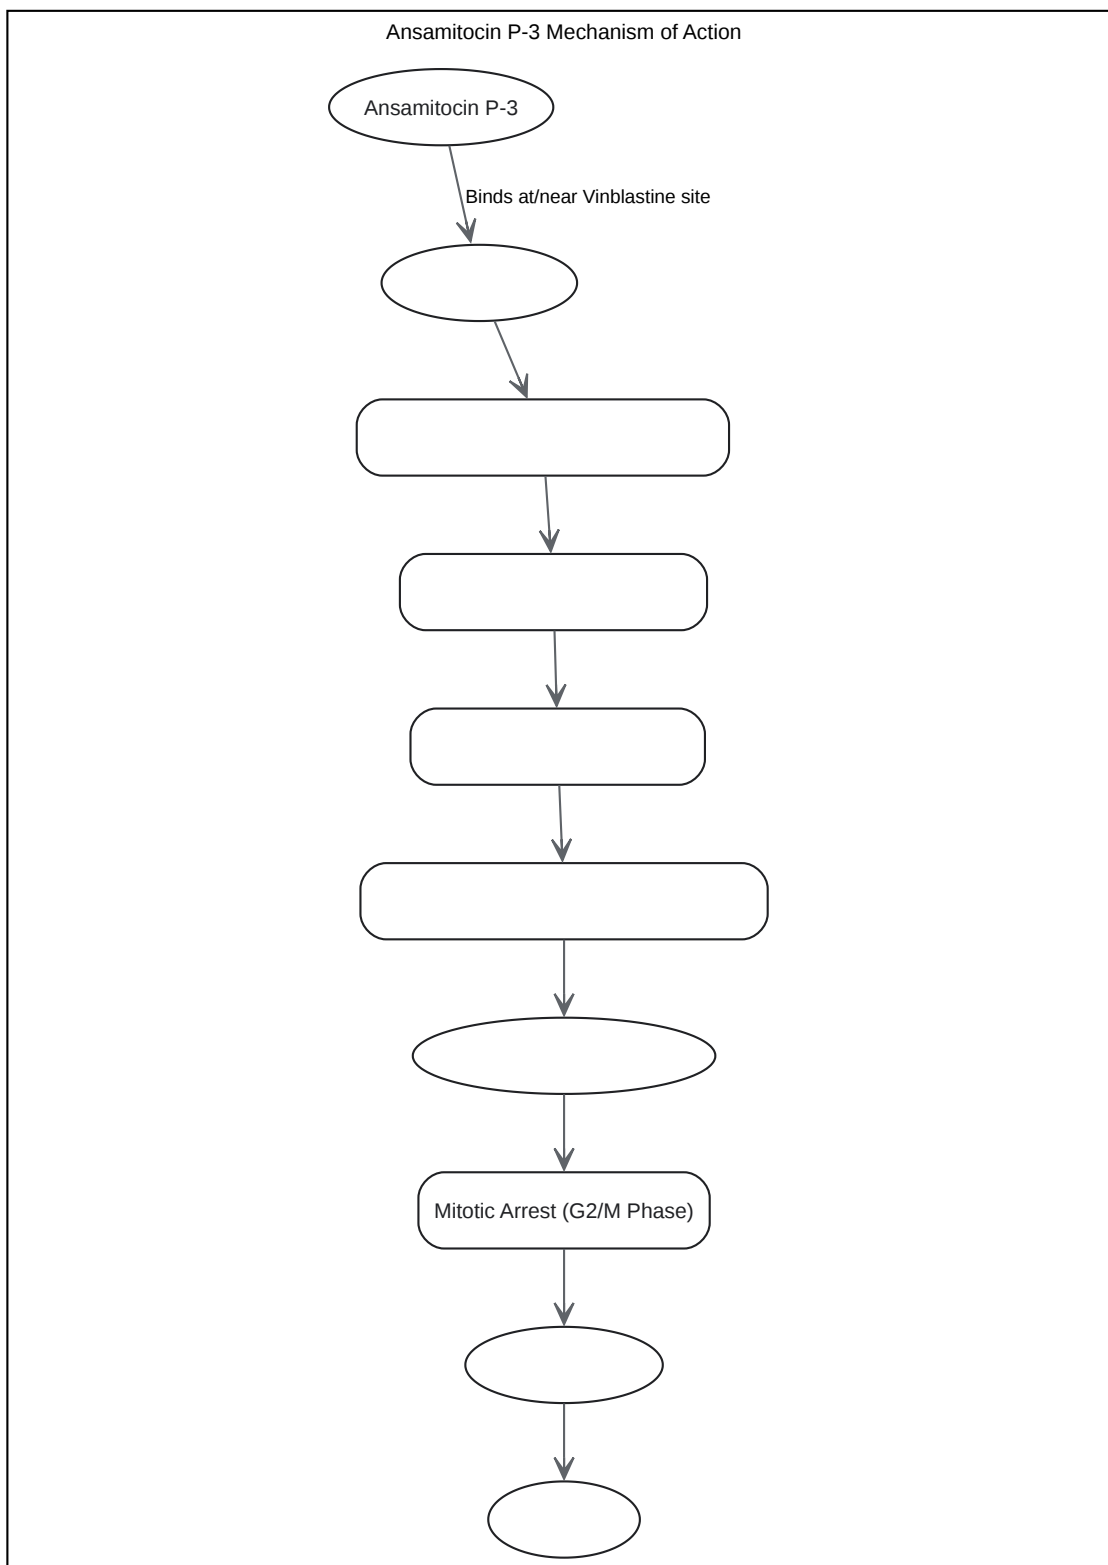 Ansamitocin P-3 Mechanism of Action
Ansamitocin P-3
Binds at/near Vinblastine site
Mitotic Arrest (G2/M Phase)